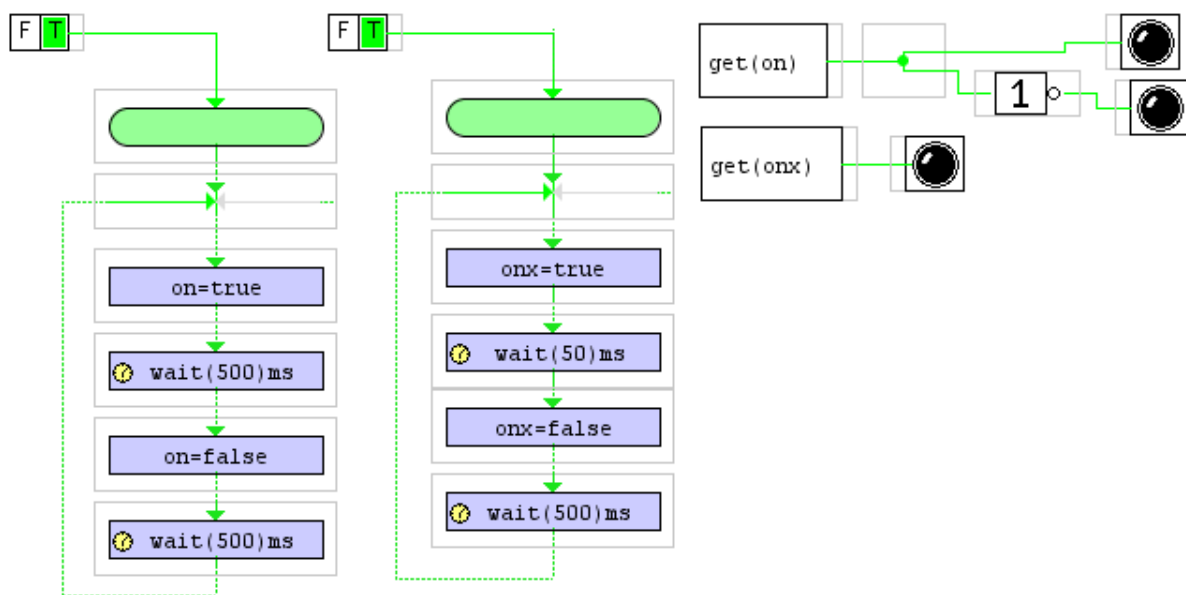 F T
on=true
wait(500)ms
on=false
wait(500)ms
F T
onx=true
wait(50)ms
onx=false
wait(500)ms
get(on)
1
get(onx)